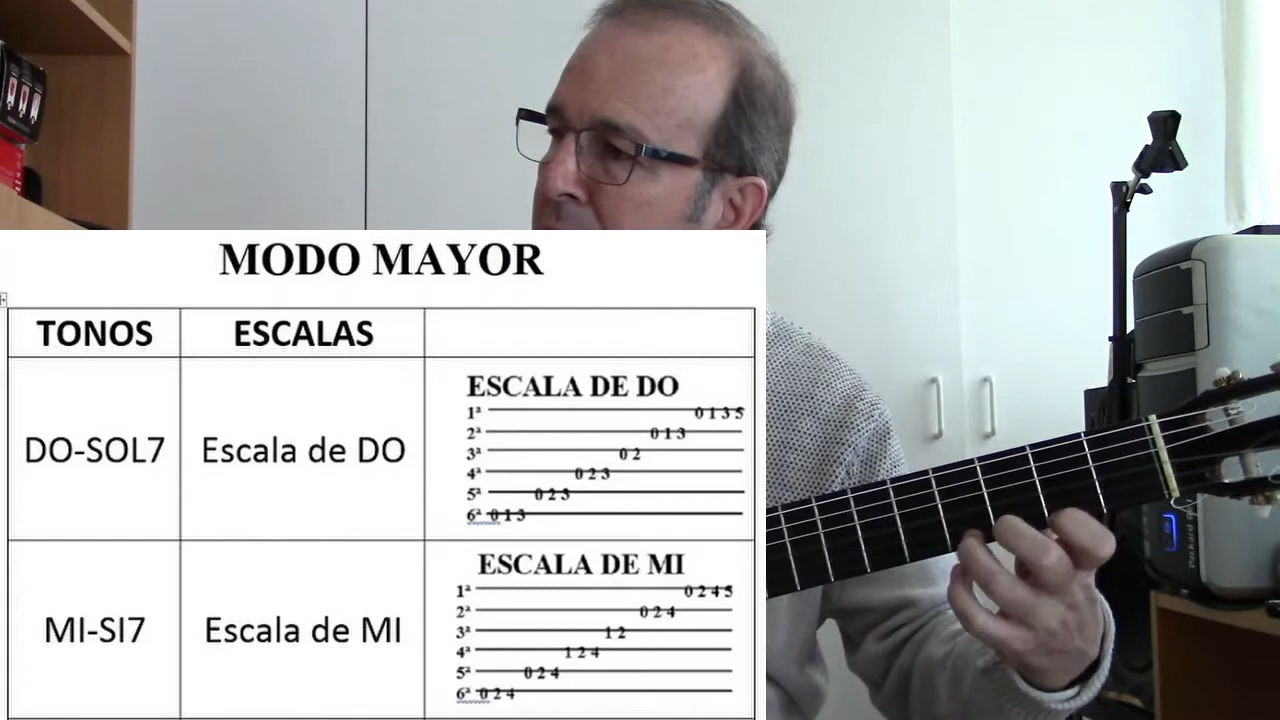 MODO MAYOR
TONOS ESCALAS
DO-SOL7 Escala de DO
ESCALA DE DO
1ª 0 1 3 5
2ª 0 1 3
3ª 0 2
4ª 0 2 3
5ª 0 2 3
6ª 0 1 3
MI-SI7 Escala de MI
ESCALA DE MI
1ª 0 2 4 5
2ª 0 2 4
3ª 1 2
4ª 1 2 4
5ª 0 2 4
6ª 0 2 4
Packard